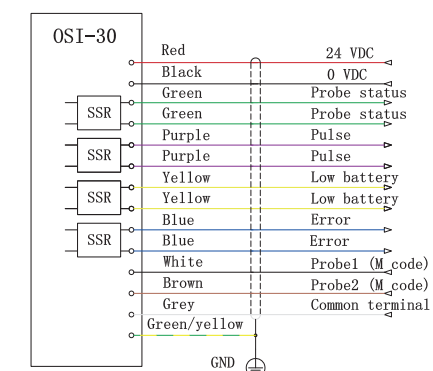 OSI-30
Red 24 VDC
Black 0 VDC
Green Probe status
SSR
Green Probe status
Purple Pulse
SSR
Purple Pulse
Yellow Low battery
SSR
Yellow Low battery
Blue Error
SSR
Blue Error
White Probe1 (M_code)
Brown Probe2 (M_code)
Grey Common terminal
Green/yellow
GND